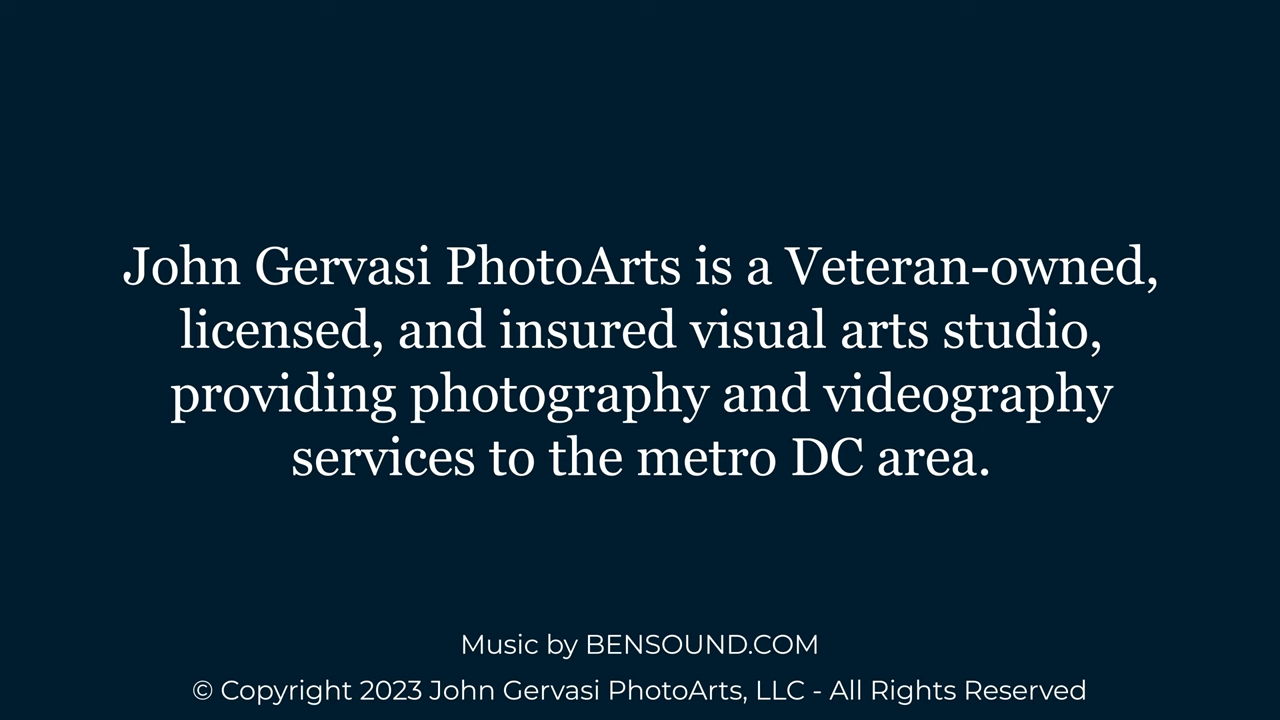 John Gervasi PhotoArts is a Veteran-owned,
licensed, and insured visual arts studio,
providing photography and videography
services to the metro DC area.
Music by BENSOUND.COM
© Copyright 2023 John Gervasi PhotoArts, LLC - All Rights Reserved